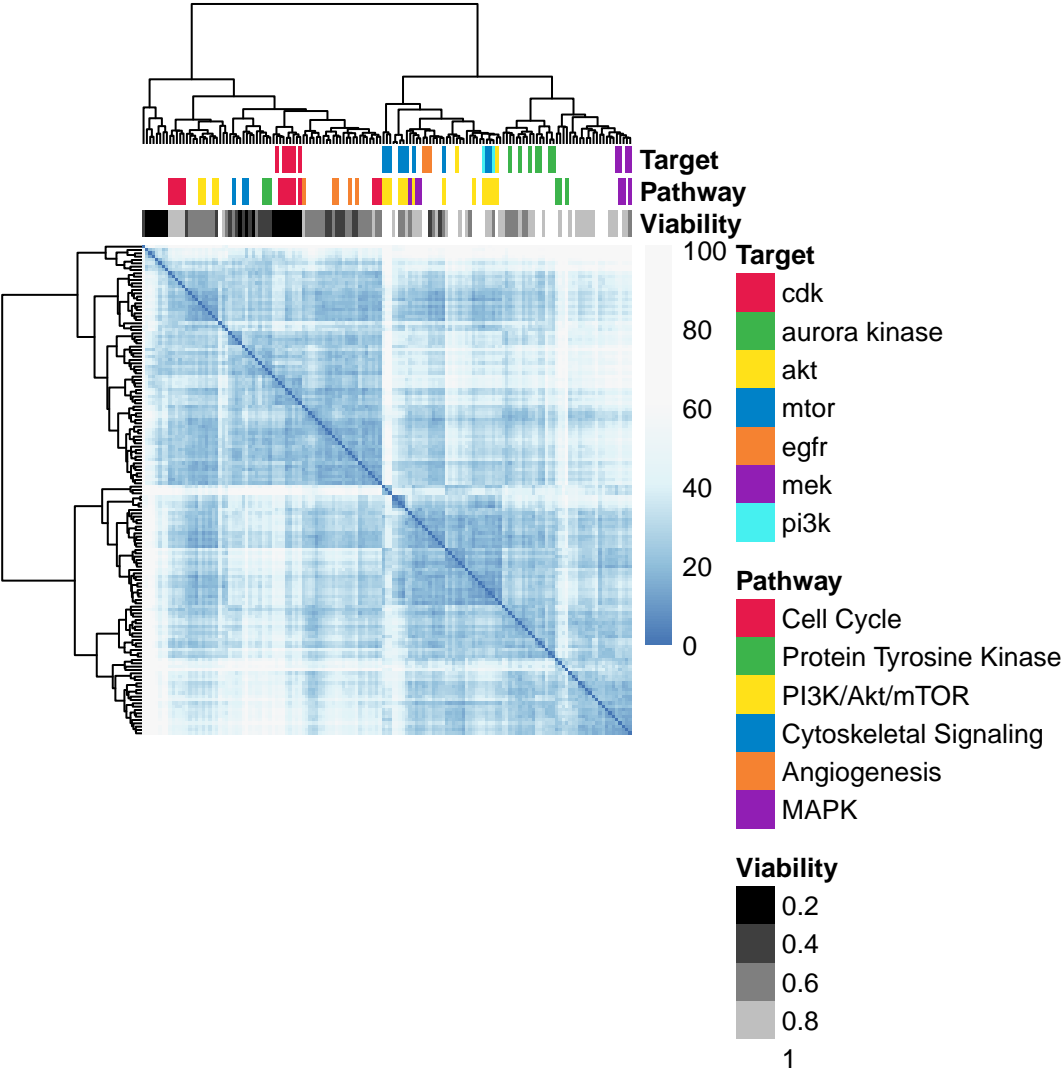 Target
Pathway
Viability
100
80
60
40
20
0
Target
cdk
aurora kinase
akt
mtor
egfr
mek
pi3k
Pathway
Cell Cycle
Protein Tyrosine Kinase
PI3K/Akt/mTOR
Cytoskeletal Signaling
Angiogenesis
MAPK
Viability
0.2
0.4
0.6
0.8
1